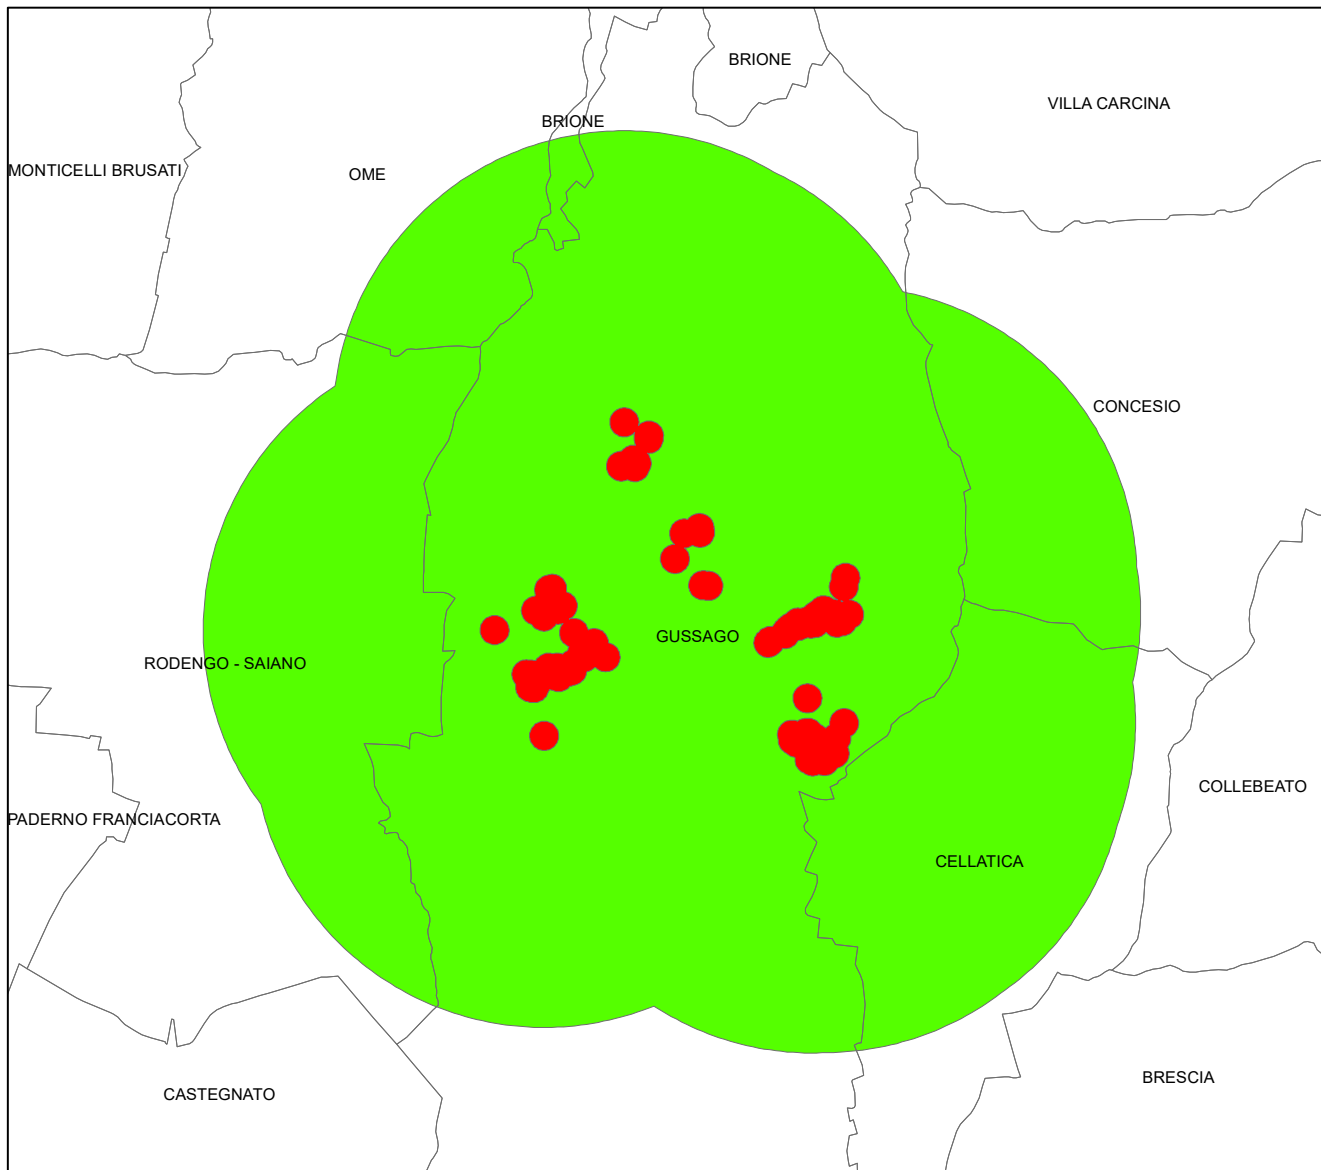 BRIONE
VILLA CARCINA
BRIONE
MONTICELLI BRUSATI
OME
CONCESIO
GUSSAGO
RODENGO - SAIANO
COLLEBEATO
PADERNO FRANCIACORTA
CELLATICA
BRESCIA
CASTEGNATO